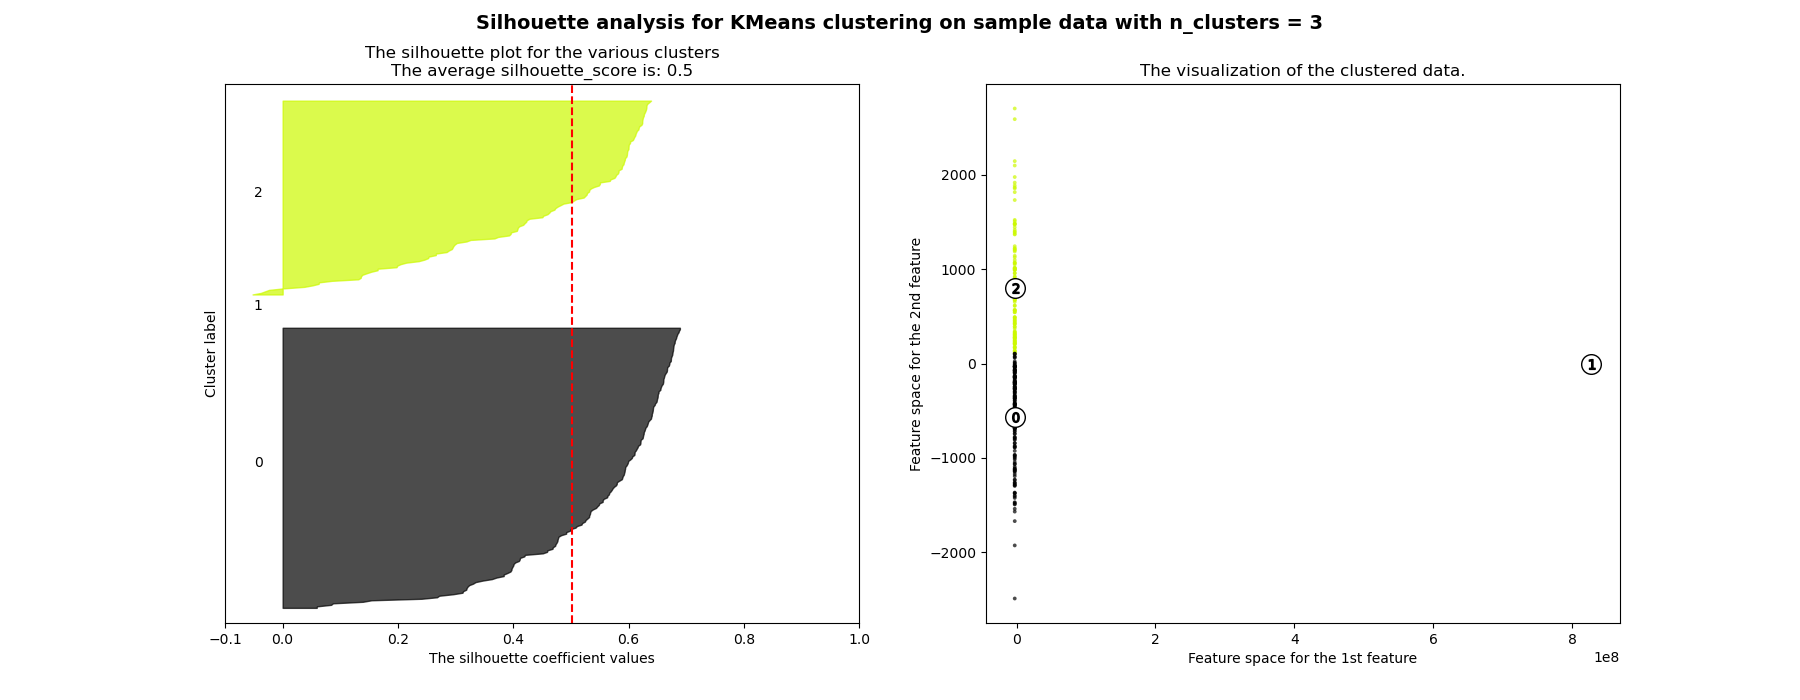 Silhouette analysis for KMeans clustering on sample data with n_clusters = 3
The silhouette plot for the various clusters
The average silhouette_score is: 0.5
2
1
0
Cluster label
−0.1 0.0 0.2 0.4 0.6 0.8 1.0
The silhouette coefficient values
The visualization of the clustered data.
2000
1000
0
−1000
−2000
Feature space for the 2nd feature
2
1
0
0 2 4 6 8
1e8
Feature space for the 1st feature